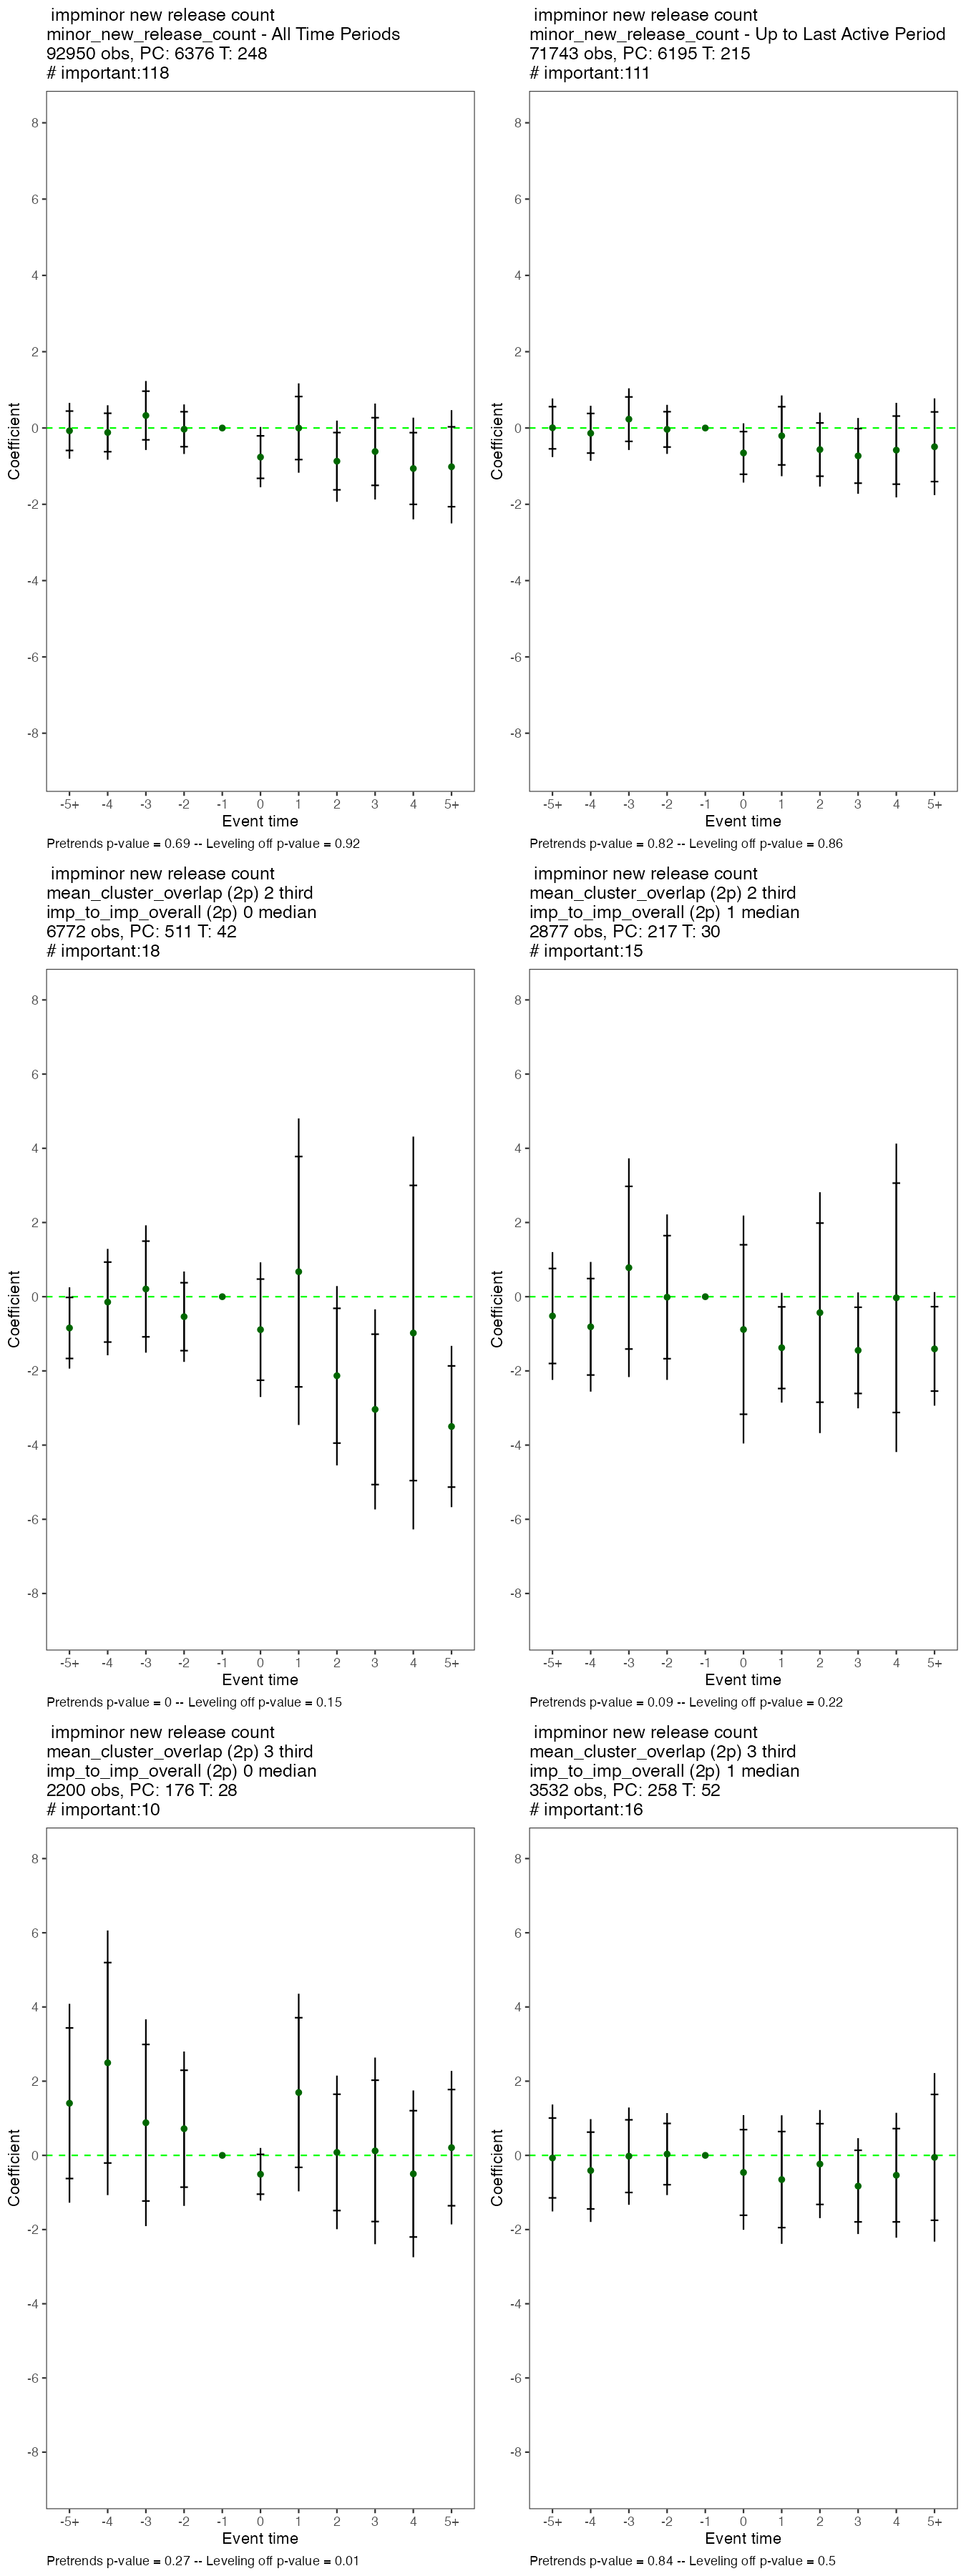 impminor new release count
minor_new_release_count - All Time Periods
92950 obs, PC: 6376 T: 248
# important:118
8
6
4
2
0
-2
-4
-6
-8
Coefficient
-5+ -4 -3 -2 -1 0 1 2 3 4 5+
Event time
Pretrends p-value = 0.69 -- Leveling off p-value = 0.92
impminor new release count
minor_new_release_count - Up to Last Active Period
71743 obs, PC: 6195 T: 215
# important:111
8
6
4
2
0
-2
-4
-6
-8
Coefficient
-5+ -4 -3 -2 -1 0 1 2 3 4 5+
Event time
Pretrends p-value = 0.82 -- Leveling off p-value = 0.86
impminor new release count
mean_cluster_overlap (2p) 2 third
imp_to_imp_overall (2p) 0 median
6772 obs, PC: 511 T: 42
# important:18
8
6
4
2
0
-2
-4
-6
-8
Coefficient
-5+ -4 -3 -2 -1 0 1 2 3 4 5+
Event time
Pretrends p-value = 0 -- Leveling off p-value = 0.15
impminor new release count
mean_cluster_overlap (2p) 2 third
imp_to_imp_overall (2p) 1 median
2877 obs, PC: 217 T: 30
# important:15
8
6
4
2
0
-2
-4
-6
-8
Coefficient
-5+ -4 -3 -2 -1 0 1 2 3 4 5+
Event time
Pretrends p-value = 0.09 -- Leveling off p-value = 0.22
impminor new release count
mean_cluster_overlap (2p) 3 third
imp_to_imp_overall (2p) 0 median
2200 obs, PC: 176 T: 28
# important:10
8
6
4
2
0
-2
-4
-6
-8
Coefficient
-5+ -4 -3 -2 -1 0 1 2 3 4 5+
Event time
Pretrends p-value = 0.27 -- Leveling off p-value = 0.01
impminor new release count
mean_cluster_overlap (2p) 3 third
imp_to_imp_overall (2p) 1 median
3532 obs, PC: 258 T: 52
# important:16
8
6
4
2
0
-2
-4
-6
-8
Coefficient
-5+ -4 -3 -2 -1 0 1 2 3 4 5+
Event time
Pretrends p-value = 0.84 -- Leveling off p-value = 0.5